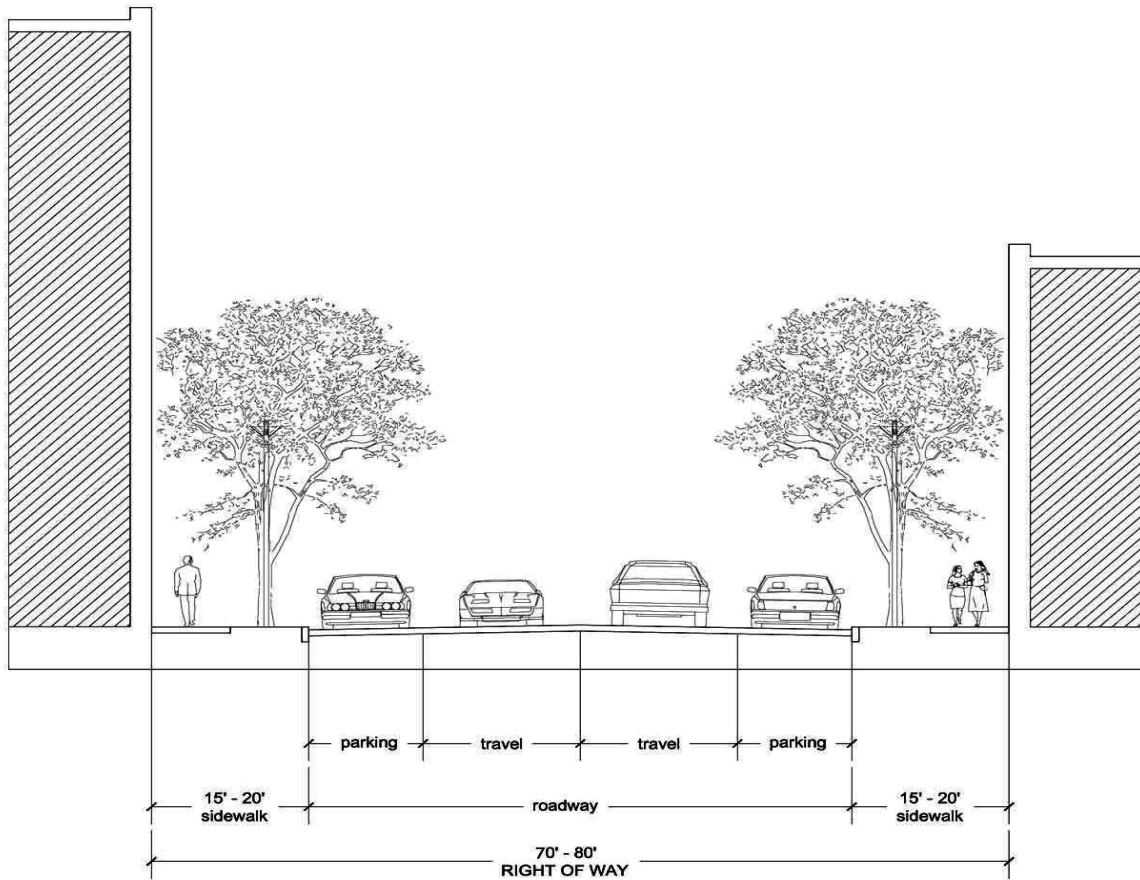 parking
travel
travel
parking
15' - 20'
sidewalk
roadway
15' - 20'
sidewalk
70' - 80'
RIGHT OF WAY